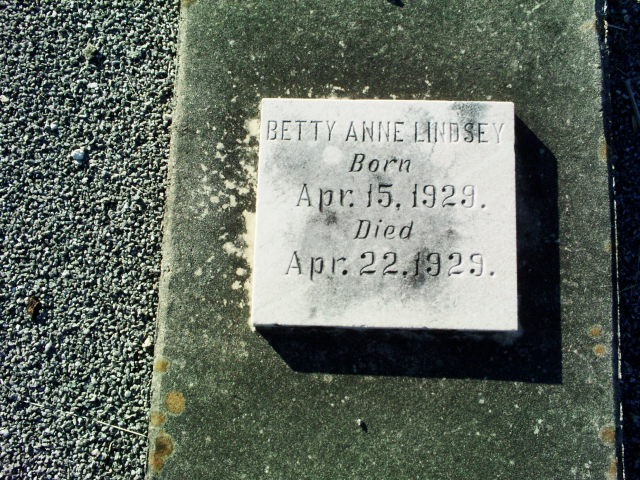 BETTY ANNE LINDSEY
Born
Apr. 15, 1929.
Died
Apr. 22, 1929.